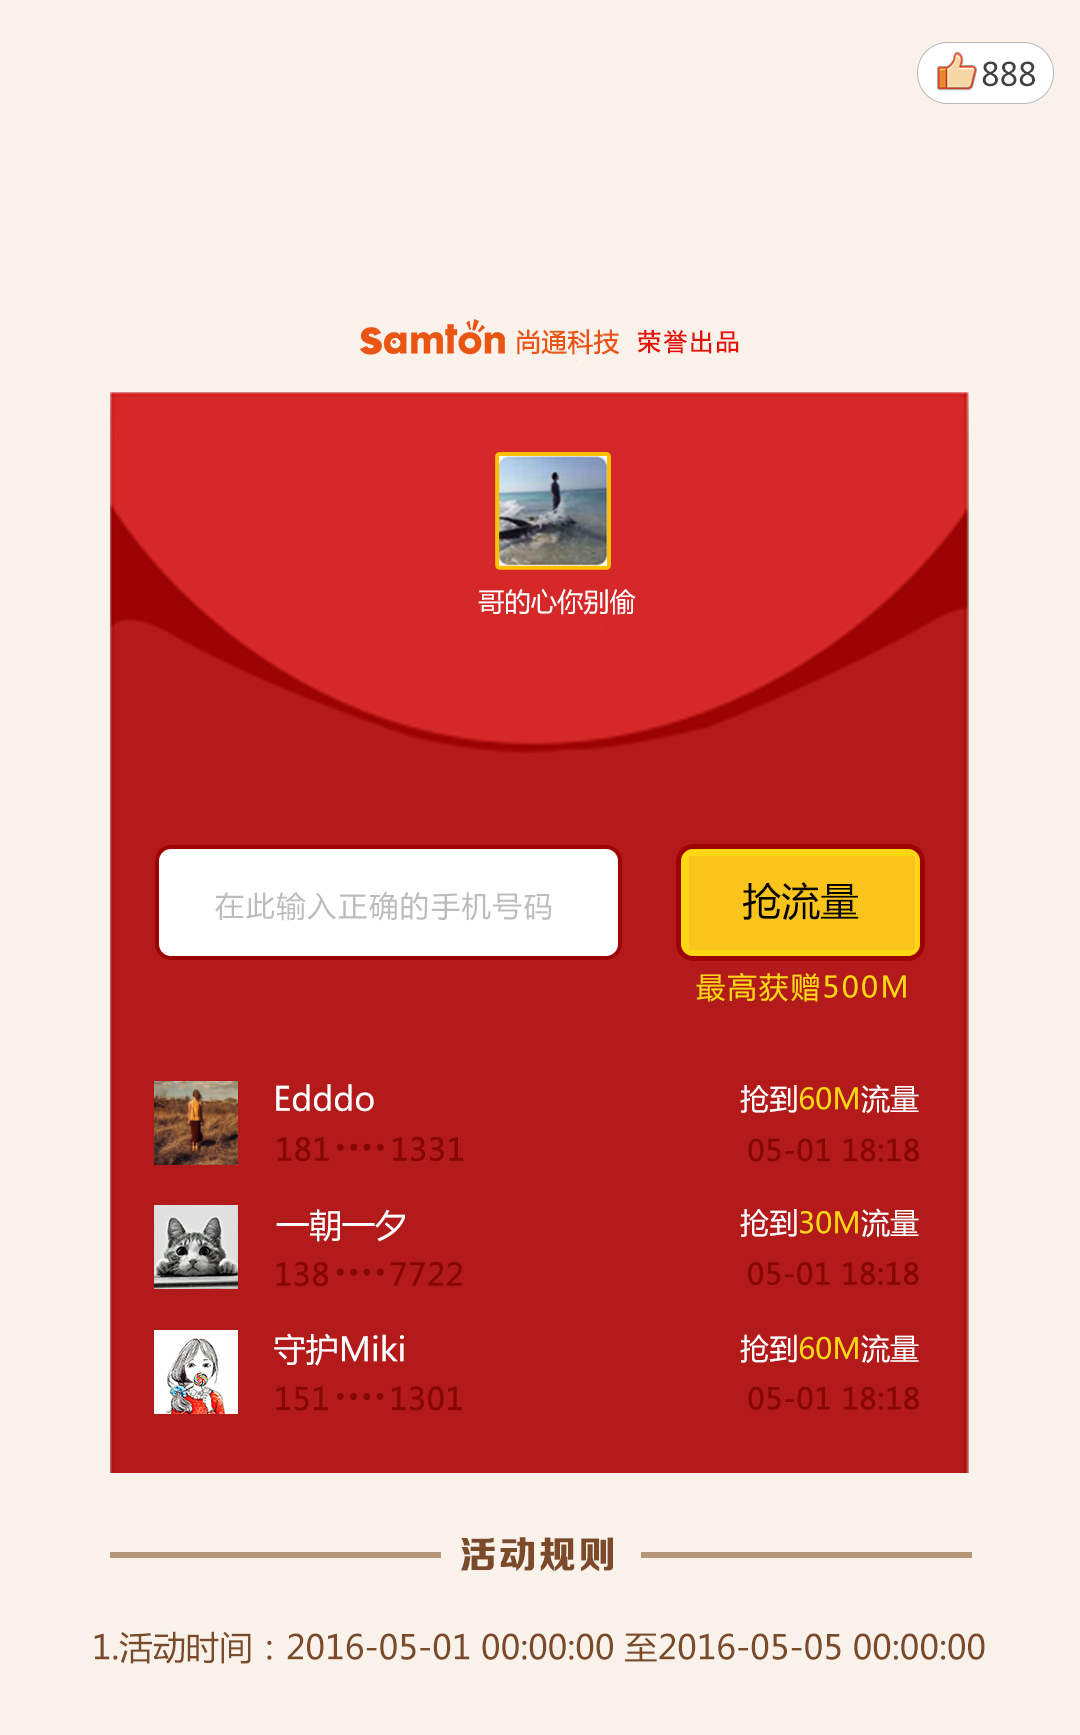 888
Samton 尚通科技 荣誉出品
哥的心你别偷
在此输入正确的手机号码
抢流量
最高获赠500M
Edddo
抢到60M流量
181••••1331
05-01 18:18
一朝一夕
抢到30M流量
138••••7722
05-01 18:18
守护Miki
抢到60M流量
151••••1301
05-01 18:18
活动规则
1.活动时间：2016-05-01 00:00:00 至2016-05-05 00:00:00